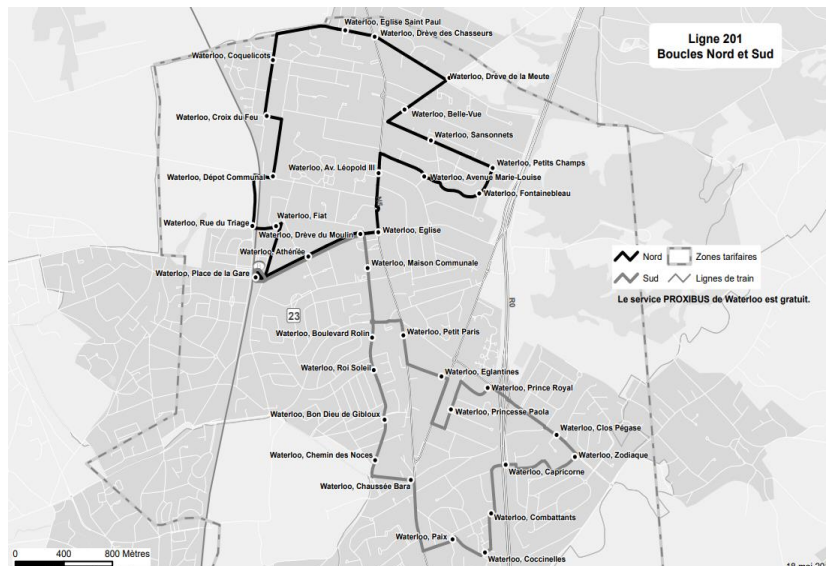 Ligne 201
Boucles Nord et Sud
Waterloo, Eglise Saint Paul
Waterloo, Drève des Chasseurs
Waterloo, Coquelicots
Waterloo, Drève de la Meute
Waterloo, Belle-Vue
Waterloo, Croix du Feu
Waterloo, Sansonnets
Waterloo, Petits Champs
Waterloo, Av. Léopold III
Waterloo, Dépot Communal
Waterloo, Avenue Marie-Louise
Waterloo, Fontainebleau
Waterloo, Fiat
Waterloo, Rue du Triage
Waterloo, Drève du Moulin
Waterloo, Eglise
Waterloo, Athénée
Waterloo, Maison Communale
Waterloo, Place de la Gare
Nord
Zones tarifaires
Sud
Lignes de train
Le service PROXIBUS de Waterloo est gratuit.
R0
23
Waterloo, Boulevard Rolin
Waterloo, Petit Paris
Waterloo, Roi Soleil
Waterloo, Eglantines
Waterloo, Prince Royal
Waterloo, Princesse Paola
Waterloo, Bon Dieu de Gibloux
Waterloo, Clos Pégase
Waterloo, Chemin des Noces
Waterloo, Zodiaque
Waterloo, Capricorne
Waterloo, Chaussée Bara
Waterloo, Combattants
Waterloo, Paix
Waterloo, Coccinelles
0 400 800 Mètres
18 mai 20